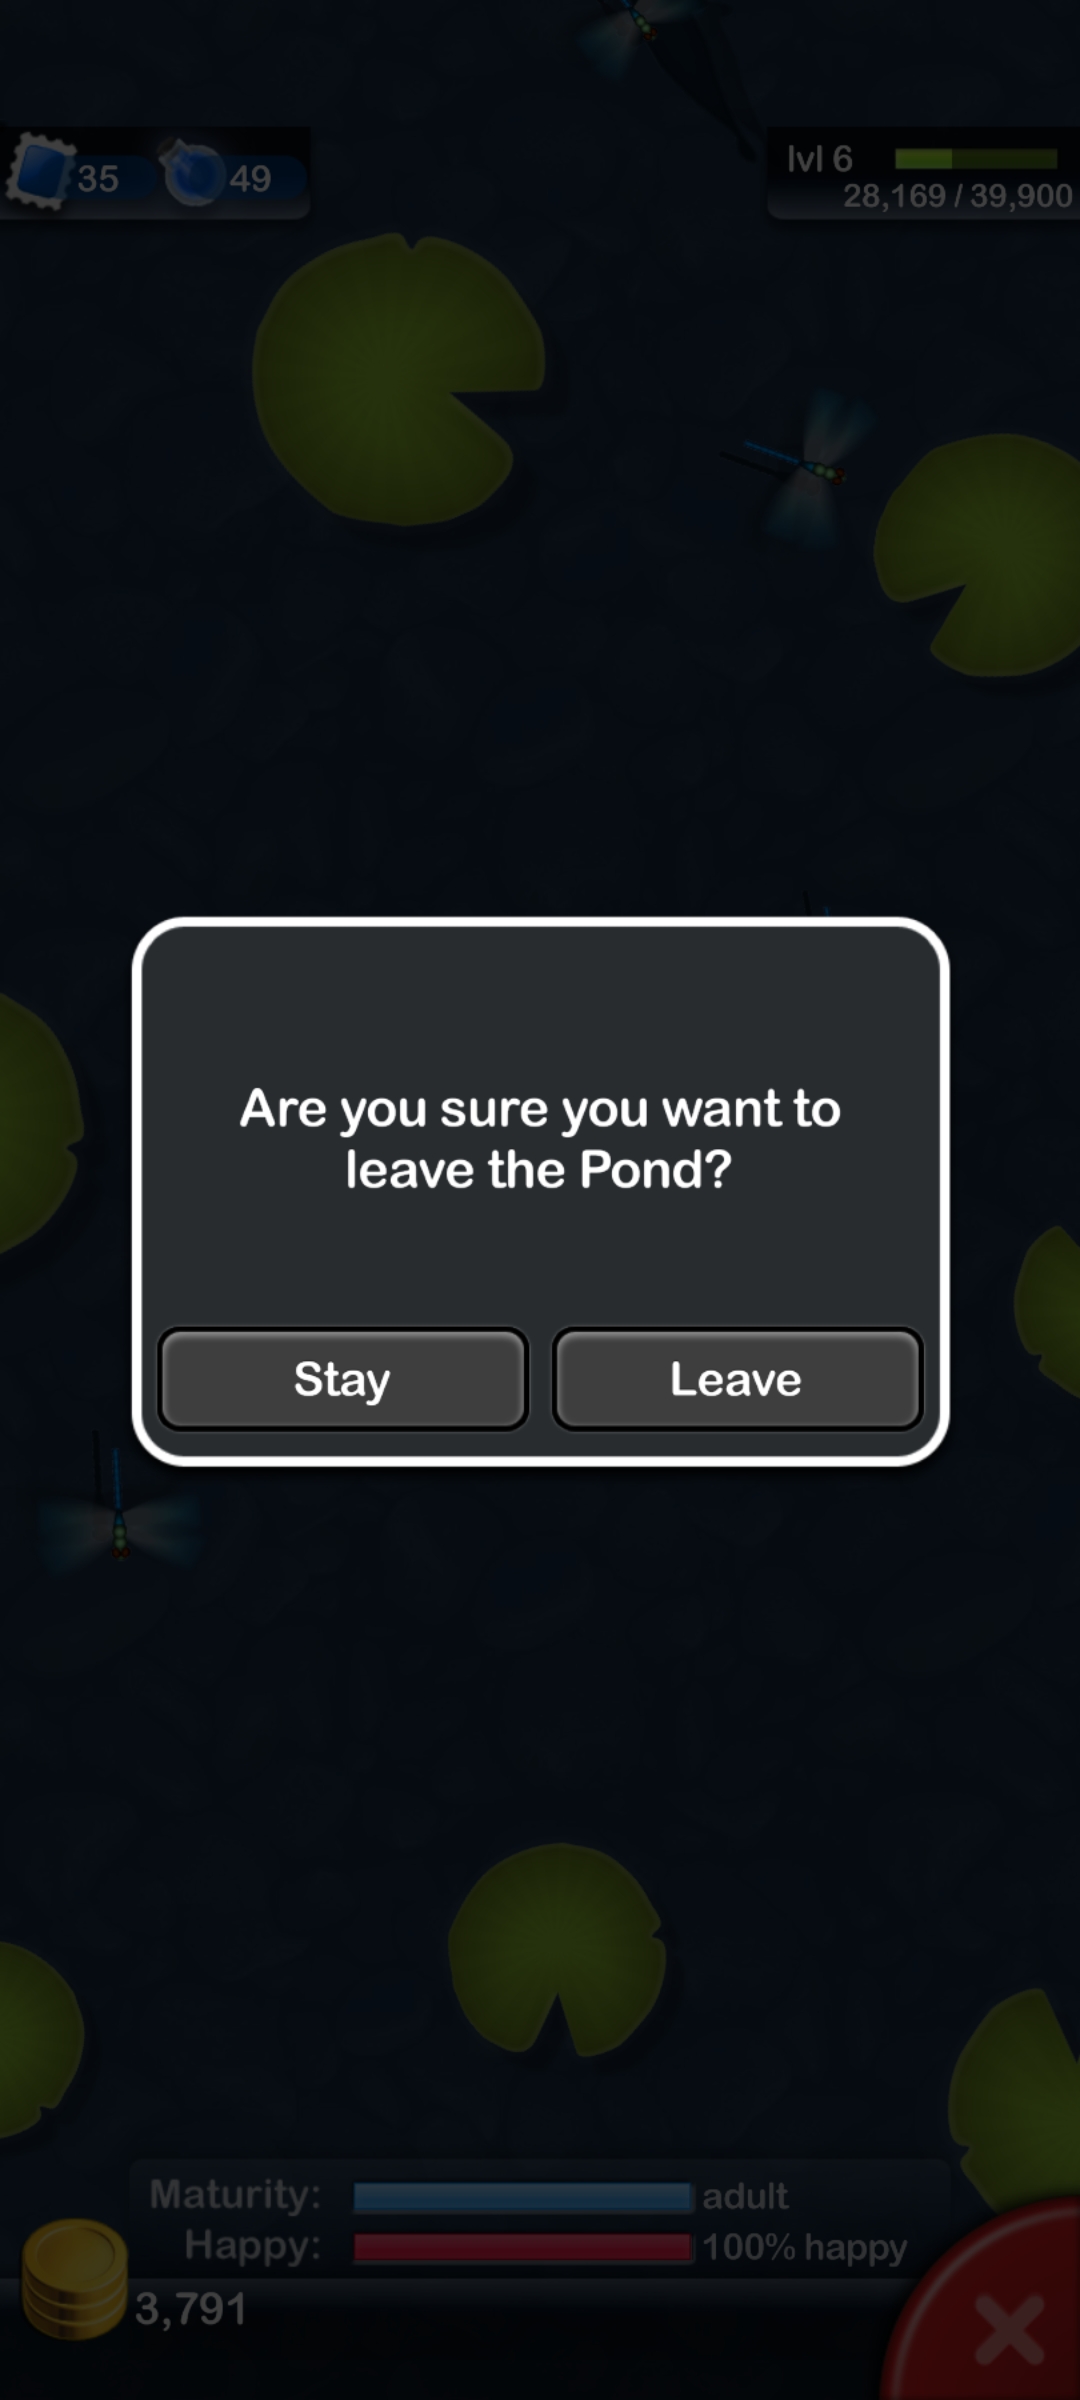 35
49
lvl 6
28,169 / 39,900
Are you sure you want to
leave the Pond?
Stay
Leave
Maturity:
adult
Happy:
100% happy
3,791